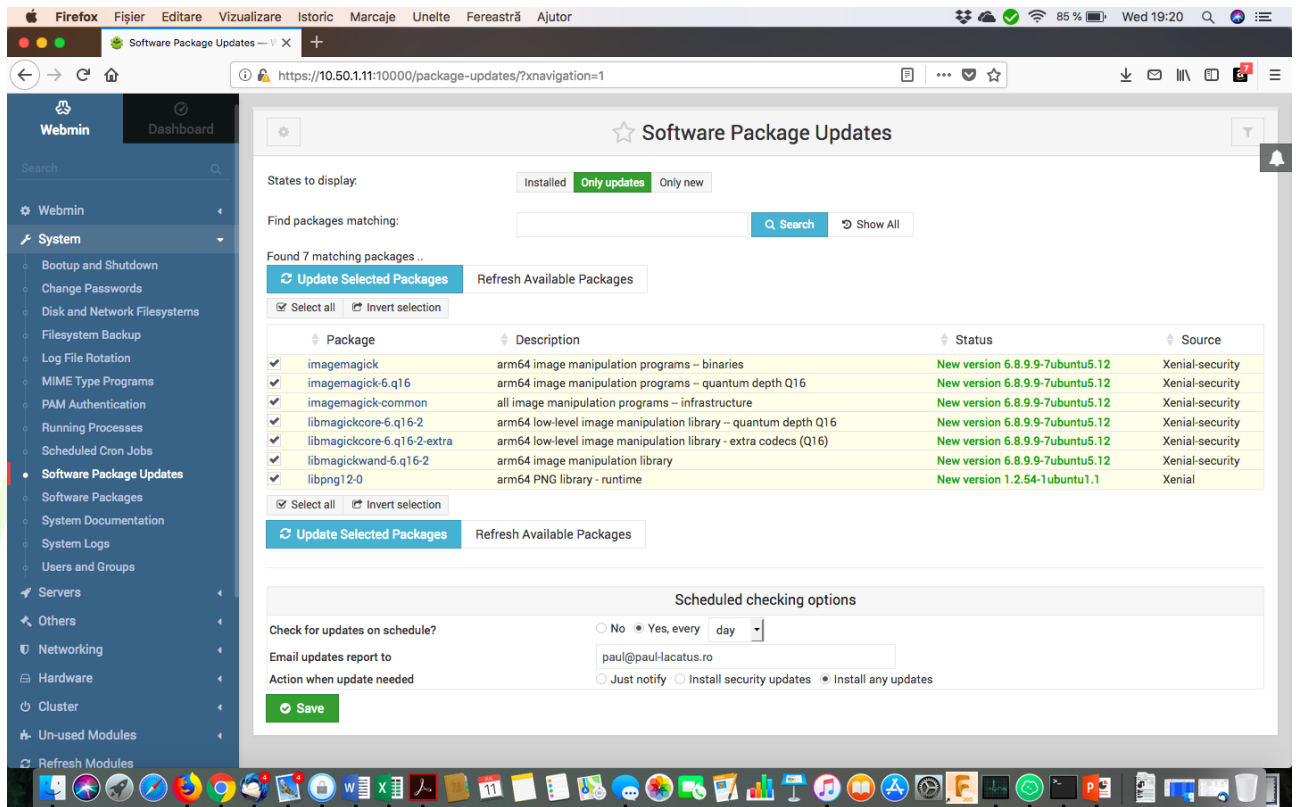 Firefox Fișier Editare Vizualizare Istoric Marcaje Unelte Fereastră Ajutor 85 % Wed 19:20
Software Package Updates — V
https://10.50.1.11:10000/package-updates/?xnavigation=1
7
Webmin
Dashboard
Search
Webmin
System
Bootup and Shutdown
Change Passwords
Disk and Network Filesystems
Filesystem Backup
Log File Rotation
MIME Type Programs
PAM Authentication
Running Processes
Scheduled Cron Jobs
Software Package Updates
Software Packages
System Documentation
System Logs
Users and Groups
Servers
Others
Networking
Hardware
Cluster
Un-used Modules
Refresh Modules
Software Package Updates
States to display: Installed Only updates Only new
Find packages matching: Search Show All
Found 7 matching packages ..
Update Selected Packages Refresh Available Packages
Select all Invert selection
Package Description Status Source
imagemagick arm64 image manipulation programs -- binaries New version 6.8.9.9-7ubuntu5.12 Xenial-security
imagemagick-6.q16 arm64 image manipulation programs -- quantum depth Q16 New version 6.8.9.9-7ubuntu5.12 Xenial-security
imagemagick-common all image manipulation programs -- infrastructure New version 6.8.9.9-7ubuntu5.12 Xenial-security
libmagickcore-6.q16-2 arm64 low-level image manipulation library -- quantum depth Q16 New version 6.8.9.9-7ubuntu5.12 Xenial-security
libmagickcore-6.q16-2-extra arm64 low-level image manipulation library - extra codecs (Q16) New version 6.8.9.9-7ubuntu5.12 Xenial-security
libmagickwand-6.q16-2 arm64 image manipulation library New version 6.8.9.9-7ubuntu5.12 Xenial-security
libpng12-0 arm64 PNG library - runtime New version 1.2.54-1ubuntu1.1 Xenial
Select all Invert selection
Update Selected Packages Refresh Available Packages
Scheduled checking options
Check for updates on schedule? No Yes, every day
Email updates report to paul@paul-lacatus.ro
Action when update needed Just notify Install security updates Install any updates
Save
4 4 11